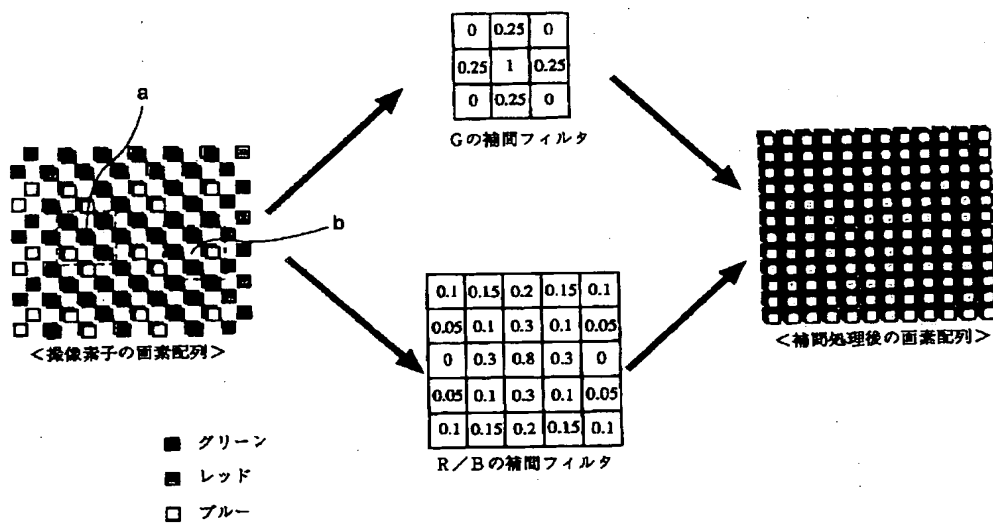 0 0.25 0
0.25 1 0.25
0 0.25 0
Gの補間フィルタ
a
b
<撮像素子の画素配列>
0.1 0.15 0.2 0.15 0.1
0.05 0.1 0.3 0.1 0.05
0 0.3 0.8 0.3 0
0.05 0.1 0.3 0.1 0.05
0.1 0.15 0.2 0.15 0.1
R/Bの補間フィルタ
<補間処理後の画素配列>
グリーン
レッド
ブルー